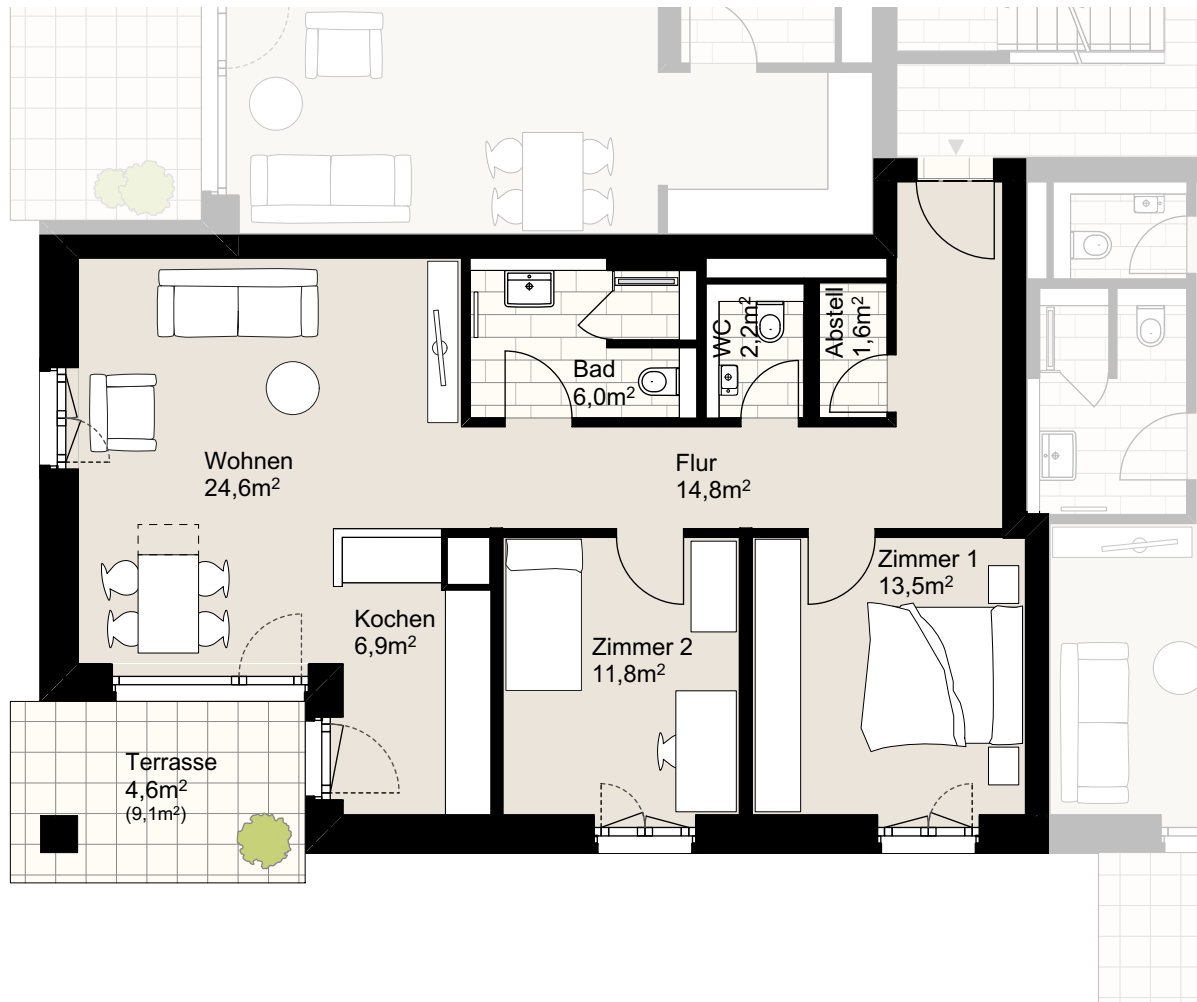 WC
2,2m²
Abstell
1,6m²
Bad
6,0m²
Wohnen
24,6m²
Flur
14,8m²
Zimmer 1
13,5m²
Kochen
6,9m²
Zimmer 2
11,8m²
Terrasse
4,6m²
(9,1m²)